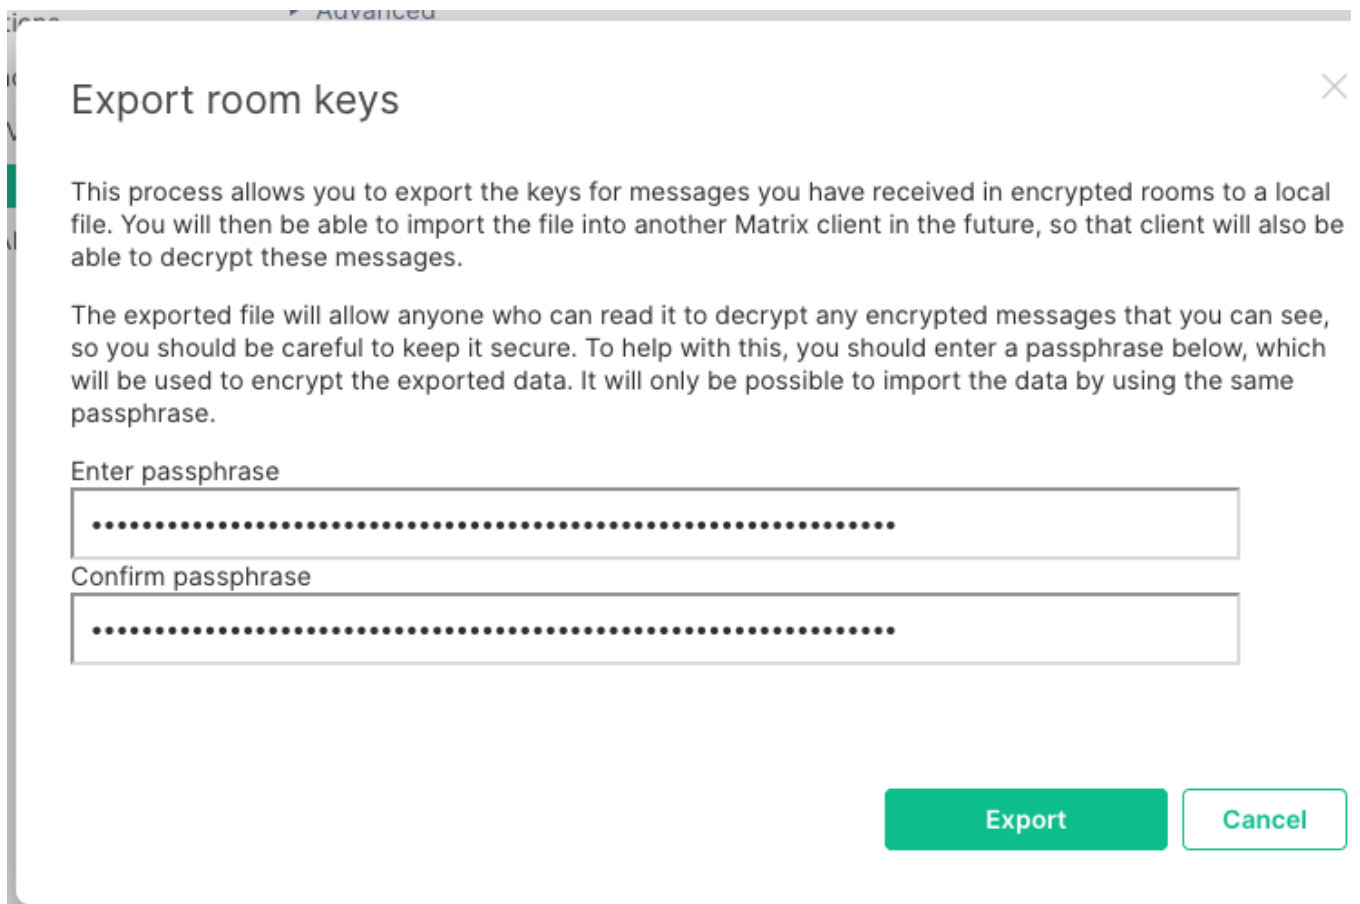 Advanced
Export room keys
This process allows you to export the keys for messages you have received in encrypted rooms to a local
file. You will then be able to import the file into another Matrix client in the future, so that client will also be
able to decrypt these messages.
The exported file will allow anyone who can read it to decrypt any encrypted messages that you can see,
so you should be careful to keep it secure. To help with this, you should enter a passphrase below, which
will be used to encrypt the exported data. It will only be possible to import the data by using the same
passphrase.
Enter passphrase
Confirm passphrase
Export
Cancel